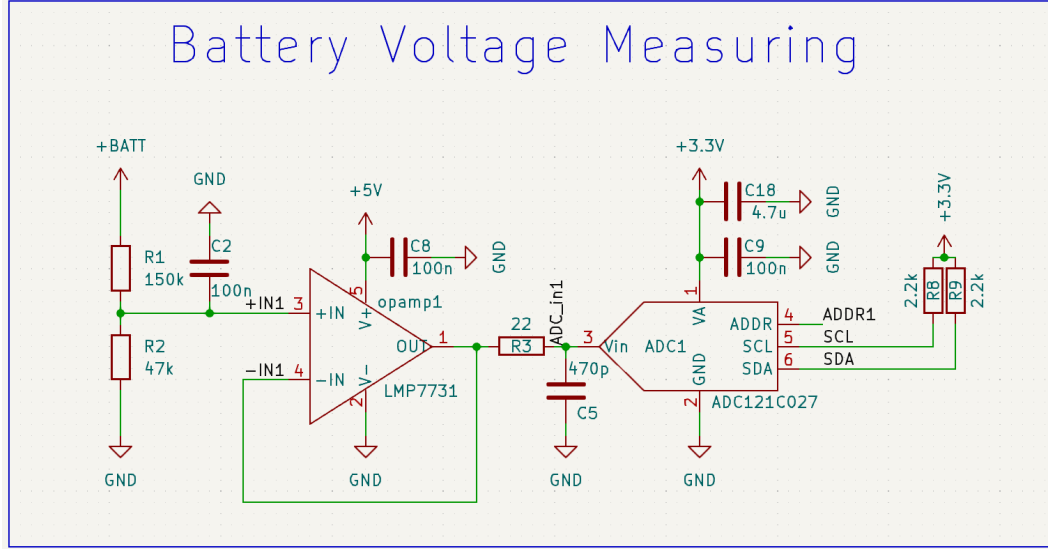 Battery Voltage Measuring
+BATT
GND
R1
150k
C2
100n
+IN1
R2
47k
GND
+5V
C8
100n
GND
opamp1
3
+IN
5
V+
OUT
1
-IN1
4
-IN
V-
2
LMP7731
GND
22
R3
ADC_in1
470p
C5
GND
+3.3V
C18
4.7u
GND
C9
100n
GND
1
VA
3
Vin
ADC1
GND
2
ADDR
4
ADDR1
SCL
5
SCL
SDA
6
SDA
ADC121C027
GND
+3.3V
2.2k
R8
R9
2.2k